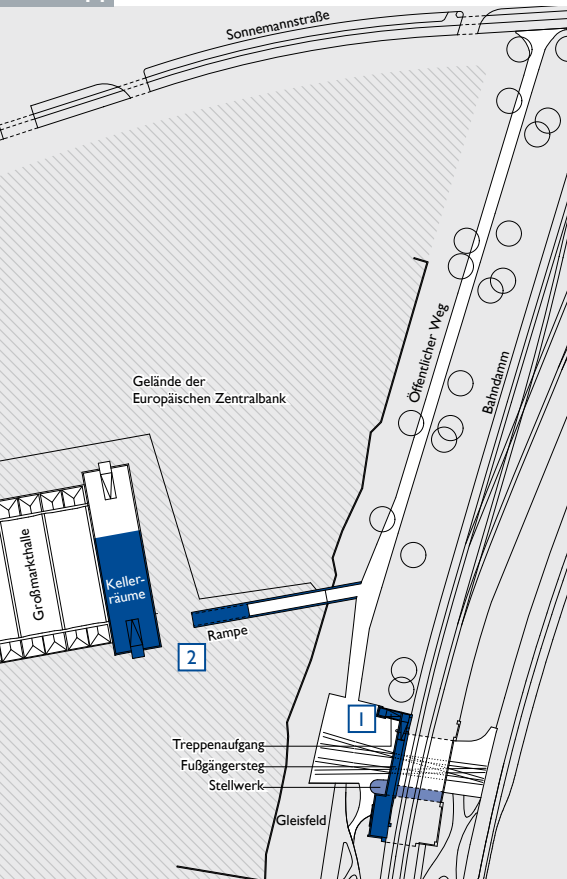 Sonnemannstraße
Öffentlicher Weg
Bahndamm
Gelände der
Europäischen Zentralbank
Großmarkthalle
Keller-
räume
Rampe
2
1
Treppenaufgang
Fußgängersteg
Stellwerk
Gleisfeld